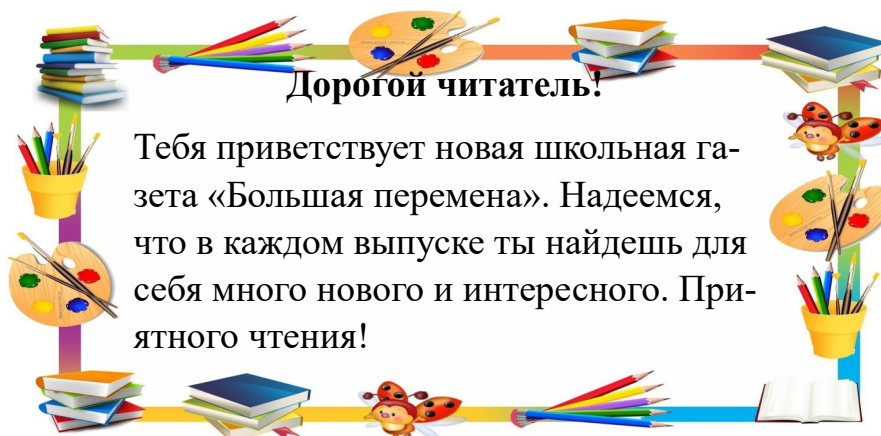 Дорогой читатель!
Тебя приветствует новая школьная га-
зета «Большая перемена». Надеемся,
что в каждом выпуске ты найдешь для
себя много нового и интересного. При-
ятного чтения!